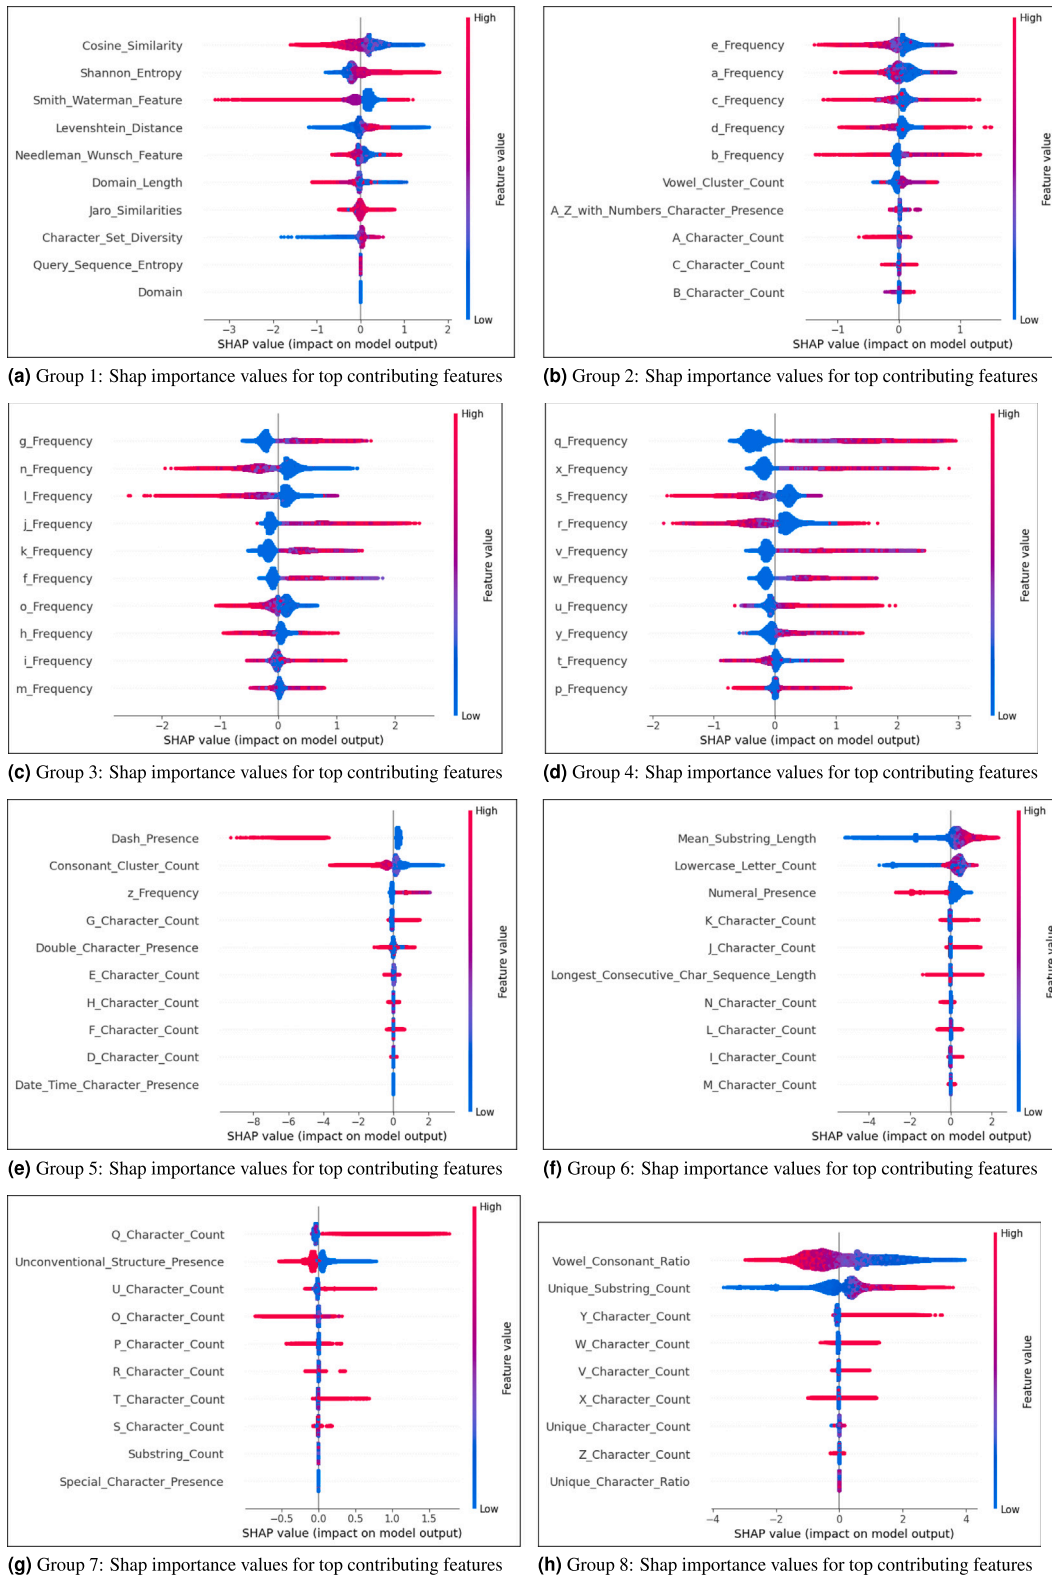 High
Cosine_Similarity
Shannon_Entropy
Smith_Waterman_Feature
Levenshtein_Distance
Needleman_Wunsch_Feature
Domain_Length
Jaro_Similarities
Character_Set_Diversity
Query_Sequence_Entropy
Domain
Feature value
Low
−3 −2 −1 0 1 2
SHAP value (impact on model output)
(a) Group 1: Shap importance values for top contributing features
High
e_Frequency
a_Frequency
c_Frequency
d_Frequency
b_Frequency
Vowel_Cluster_Count
A_Z_with_Numbers_Character_Presence
A_Character_Count
C_Character_Count
B_Character_Count
Feature value
Low
−1 0 1
SHAP value (impact on model output)
(b) Group 2: Shap importance values for top contributing features
High
g_Frequency
n_Frequency
l_Frequency
j_Frequency
k_Frequency
f_Frequency
o_Frequency
h_Frequency
i_Frequency
m_Frequency
Feature value
Low
−2 −1 0 1 2
SHAP value (impact on model output)
(c) Group 3: Shap importance values for top contributing features
High
q_Frequency
x_Frequency
s_Frequency
r_Frequency
v_Frequency
w_Frequency
u_Frequency
y_Frequency
t_Frequency
p_Frequency
Feature value
Low
−2 −1 0 1 2 3
SHAP value (impact on model output)
(d) Group 4: Shap importance values for top contributing features
High
Dash_Presence
Consonant_Cluster_Count
z_Frequency
G_Character_Count
Double_Character_Presence
E_Character_Count
H_Character_Count
F_Character_Count
D_Character_Count
Date_Time_Character_Presence
Feature value
Low
−8 −6 −4 −2 0 2
SHAP value (impact on model output)
(e) Group 5: Shap importance values for top contributing features
High
Mean_Substring_Length
Lowercase_Letter_Count
Numeral_Presence
K_Character_Count
J_Character_Count
Longest_Consecutive_Char_Sequence_Length
N_Character_Count
L_Character_Count
I_Character_Count
M_Character_Count
Feature value
Low
−4 −2 0 2
SHAP value (impact on model output)
(f) Group 6: Shap importance values for top contributing features
High
Q_Character_Count
Unconventional_Structure_Presence
U_Character_Count
O_Character_Count
P_Character_Count
R_Character_Count
T_Character_Count
S_Character_Count
Substring_Count
Special_Character_Presence
Feature value
Low
−0.5 0.0 0.5 1.0 1.5
SHAP value (impact on model output)
(g) Group 7: Shap importance values for top contributing features
High
Vowel_Consonant_Ratio
Unique_Substring_Count
Y_Character_Count
W_Character_Count
V_Character_Count
X_Character_Count
Unique_Character_Count
Z_Character_Count
Unique_Character_Ratio
Feature value
Low
−4 −2 0 2 4
SHAP value (impact on model output)
(h) Group 8: Shap importance values for top contributing features